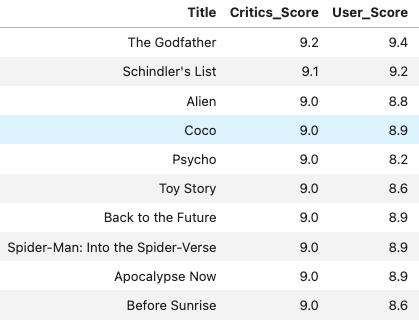 Title Critics_Score User_Score
The Godfather 9.2 9.4
Schindler's List 9.1 9.2
Alien 9.0 8.8
Coco 9.0 8.9
Psycho 9.0 8.2
Toy Story 9.0 8.6
Back to the Future 9.0 8.9
Spider-Man: Into the Spider-Verse 9.0 8.9
Apocalypse Now 9.0 8.9
Before Sunrise 9.0 8.6